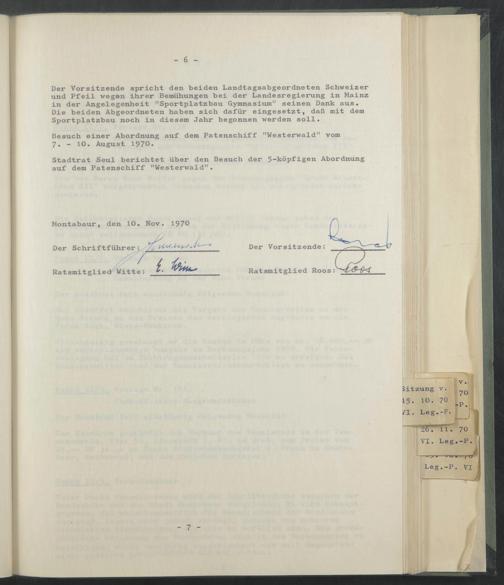 - 6 -
Der Vorsitzende spricht den beiden Landtagsabgeordneten Schweizer
und Pfeil wegen ihrer Bemühungen bei der Landesregierung in Mainz
in der Angelegenheit "Sportplatzbau Gymnasium" seinen Dank aus.
Die beiden Abgeordneten haben sich dafür eingesetzt, daß mit dem
Sportplatzbau noch in diesem Jahr begonnen werden soll.
Besuch einer Abordnung auf dem Patenschiff "Westerwald" vom
7. - 10. August 1970.
Stadtrat Seul berichtet über den Besuch der 5-köpfigen Abordnung
auf dem Patenschiff "Westerwald".
Montabaur, den 10. Nov. 1970
Der Schriftführer:
Der Vorsitzende:
Ratsmitglied Witte:
Ratsmitglied Roos: Roos
- 7 -
Sitzung v.
15. 10. 70
VI. Leg.-P.
v.
70
-P.
26. 11. 70
VI. Leg.-P.
Leg.-P. VI